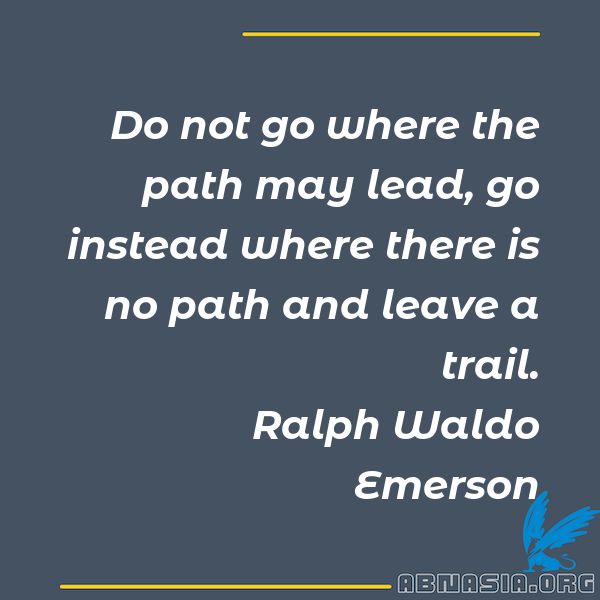 Do not go where the
path may lead, go
instead where there is
no path and leave a
trail.
Ralph Waldo
Emerson
ABNASIA.ORG